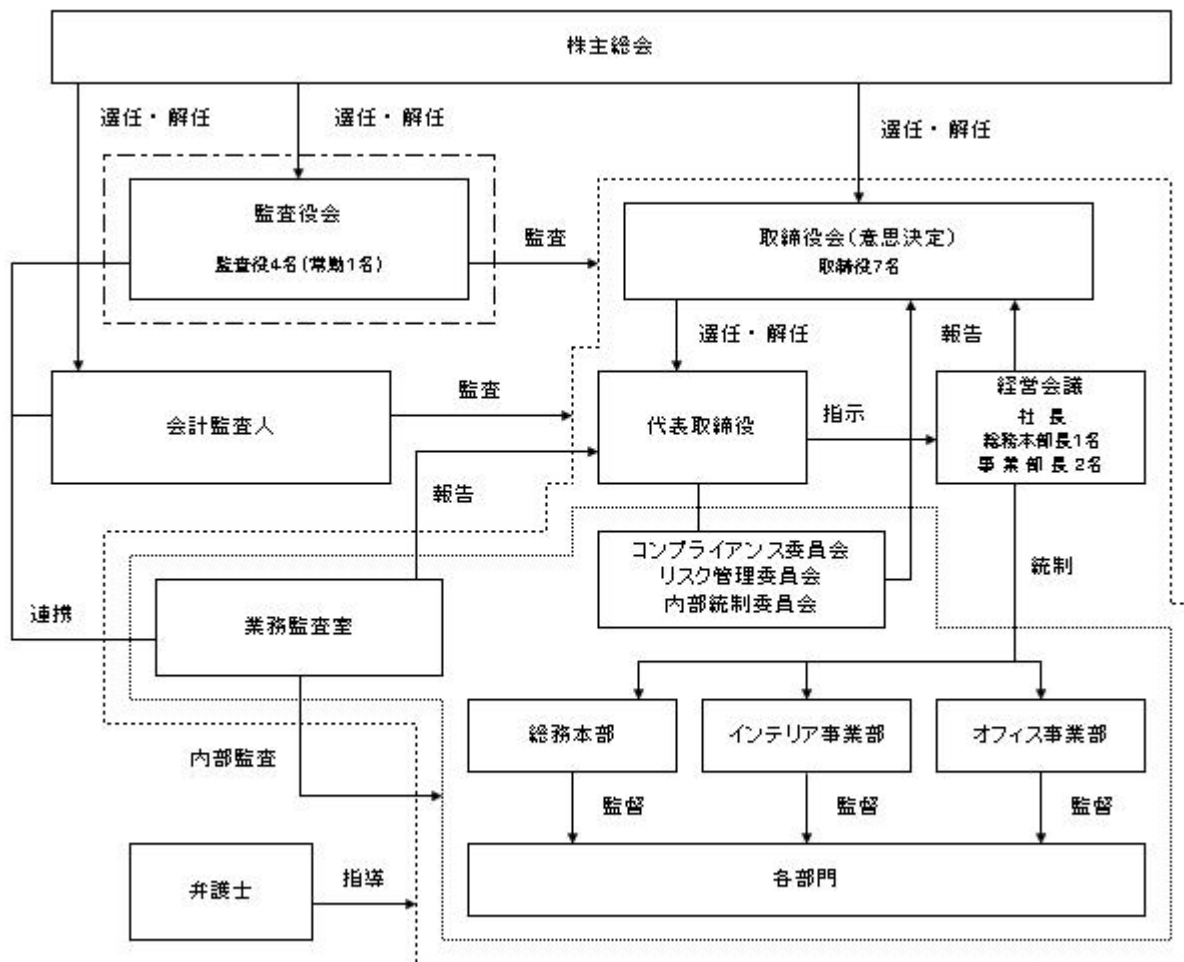 株主総会
選任・解任
選任・解任
選任・解任
監査役会
監査役4名(常勤1名)
監査
取締役会(意思決定)
取締役7名
選任・解任
報告
会計監査人
監査
代表取締役
指示
経営会議
社長
総務本部長1名
事業部長2名
報告
コンプライアンス委員会
リスク管理委員会
内部統制委員会
統制
連携
業務監査室
総務本部
インテリア事業部
オフィス事業部
内部監査
監督
監督
監督
弁護士
指導
各部門